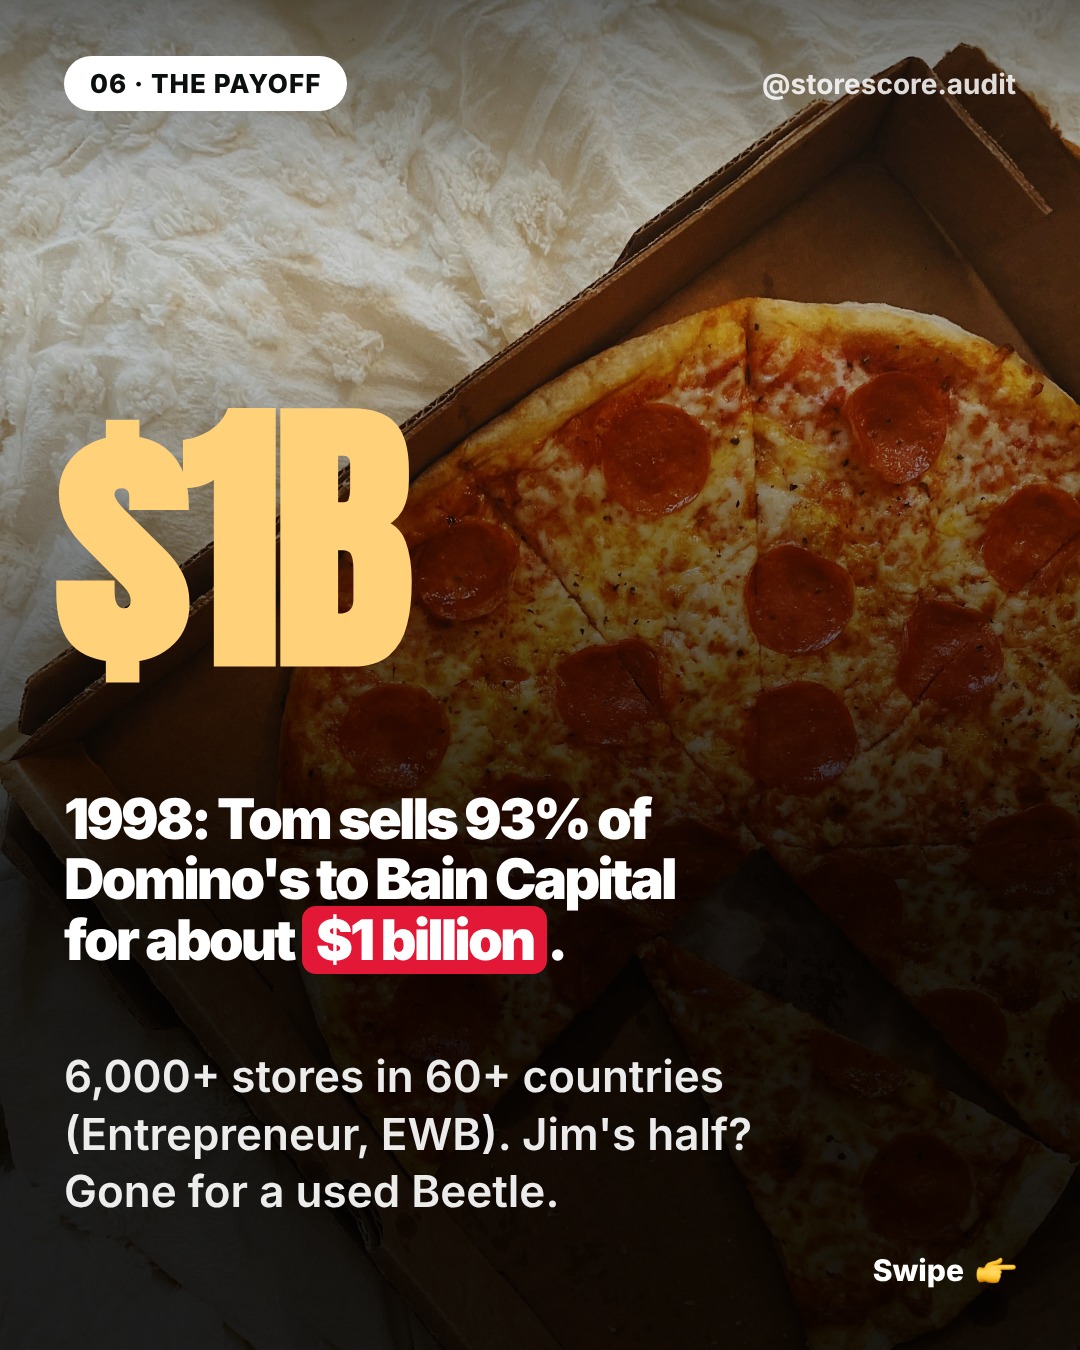 06 · THE PAYOFF
@storescore.audit
$1B
1998: Tom sells 93% of
Domino's to Bain Capital
for about $1 billion .
6,000+ stores in 60+ countries
(Entrepreneur, EWB). Jim's half?
Gone for a used Beetle.
Swipe 👉